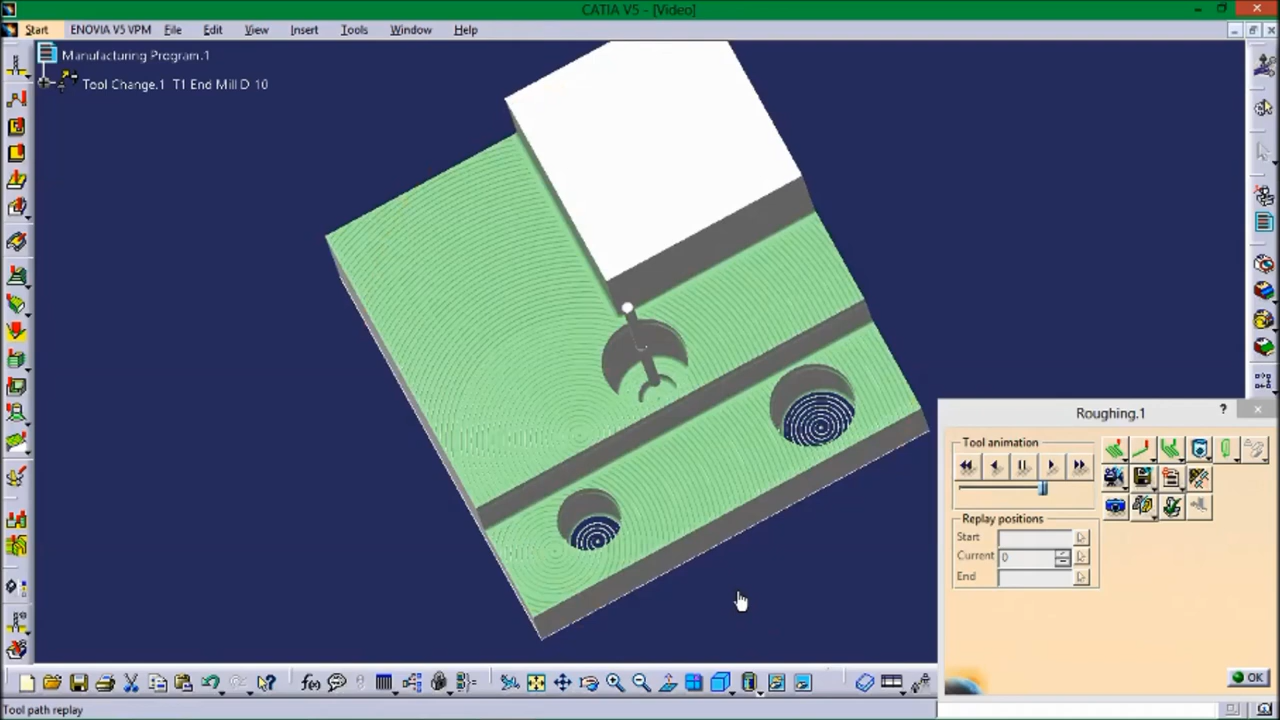 CATIA V5 - [Video]
Start ENOVIA V5 VPM File Edit View Insert Tools Window Help
Manufacturing Program.1
Tool Change.1 T1 End Mill D 10
Roughing.1 ?
Tool animation
Replay positions
Start
Current 0
End
OK
f(x)
Tool path replay